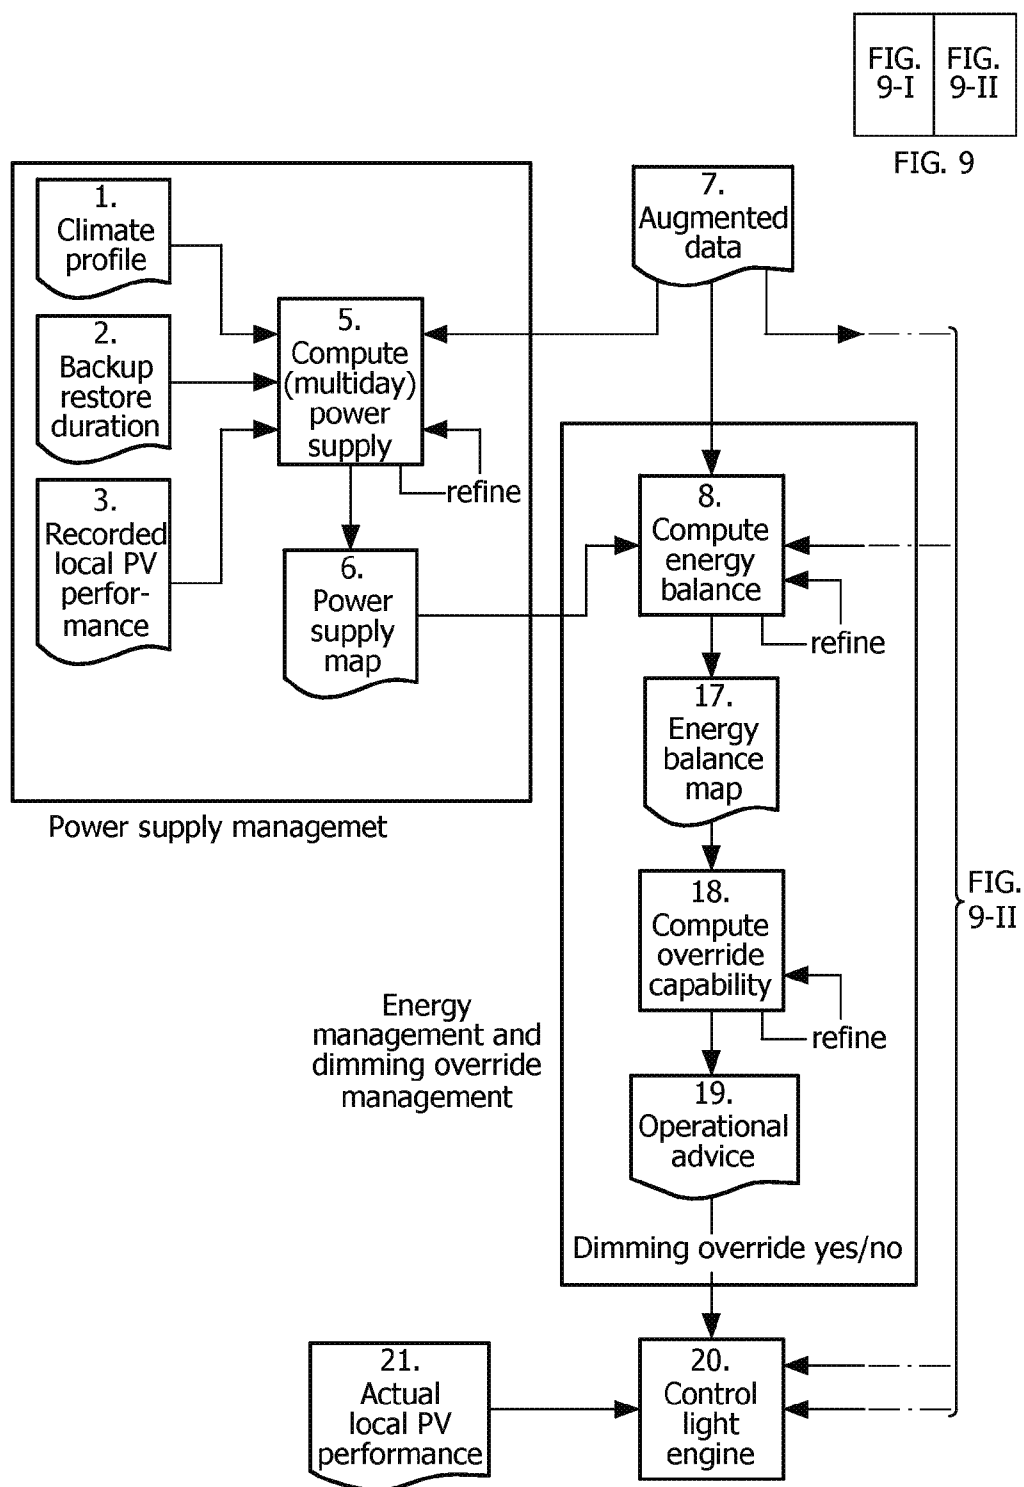 FIG.
9-I
FIG.
9-II
FIG. 9
1.
Climate
profile
2.
Backup
restore
duration
3.
Recorded
local PV
perfor-
mance
5.
Compute
(multiday)
power
supply
refine
6.
Power
supply
map
Power supply managemet
7.
Augmented
data
8.
Compute
energy
balance
refine
17.
Energy
balance
map
18.
Compute
override
capability
refine
19.
Operational
advice
Dimming override yes/no
Energy
management and
dimming override
management
FIG.
9-II
21.
Actual
local PV
performance
20.
Control
light
engine